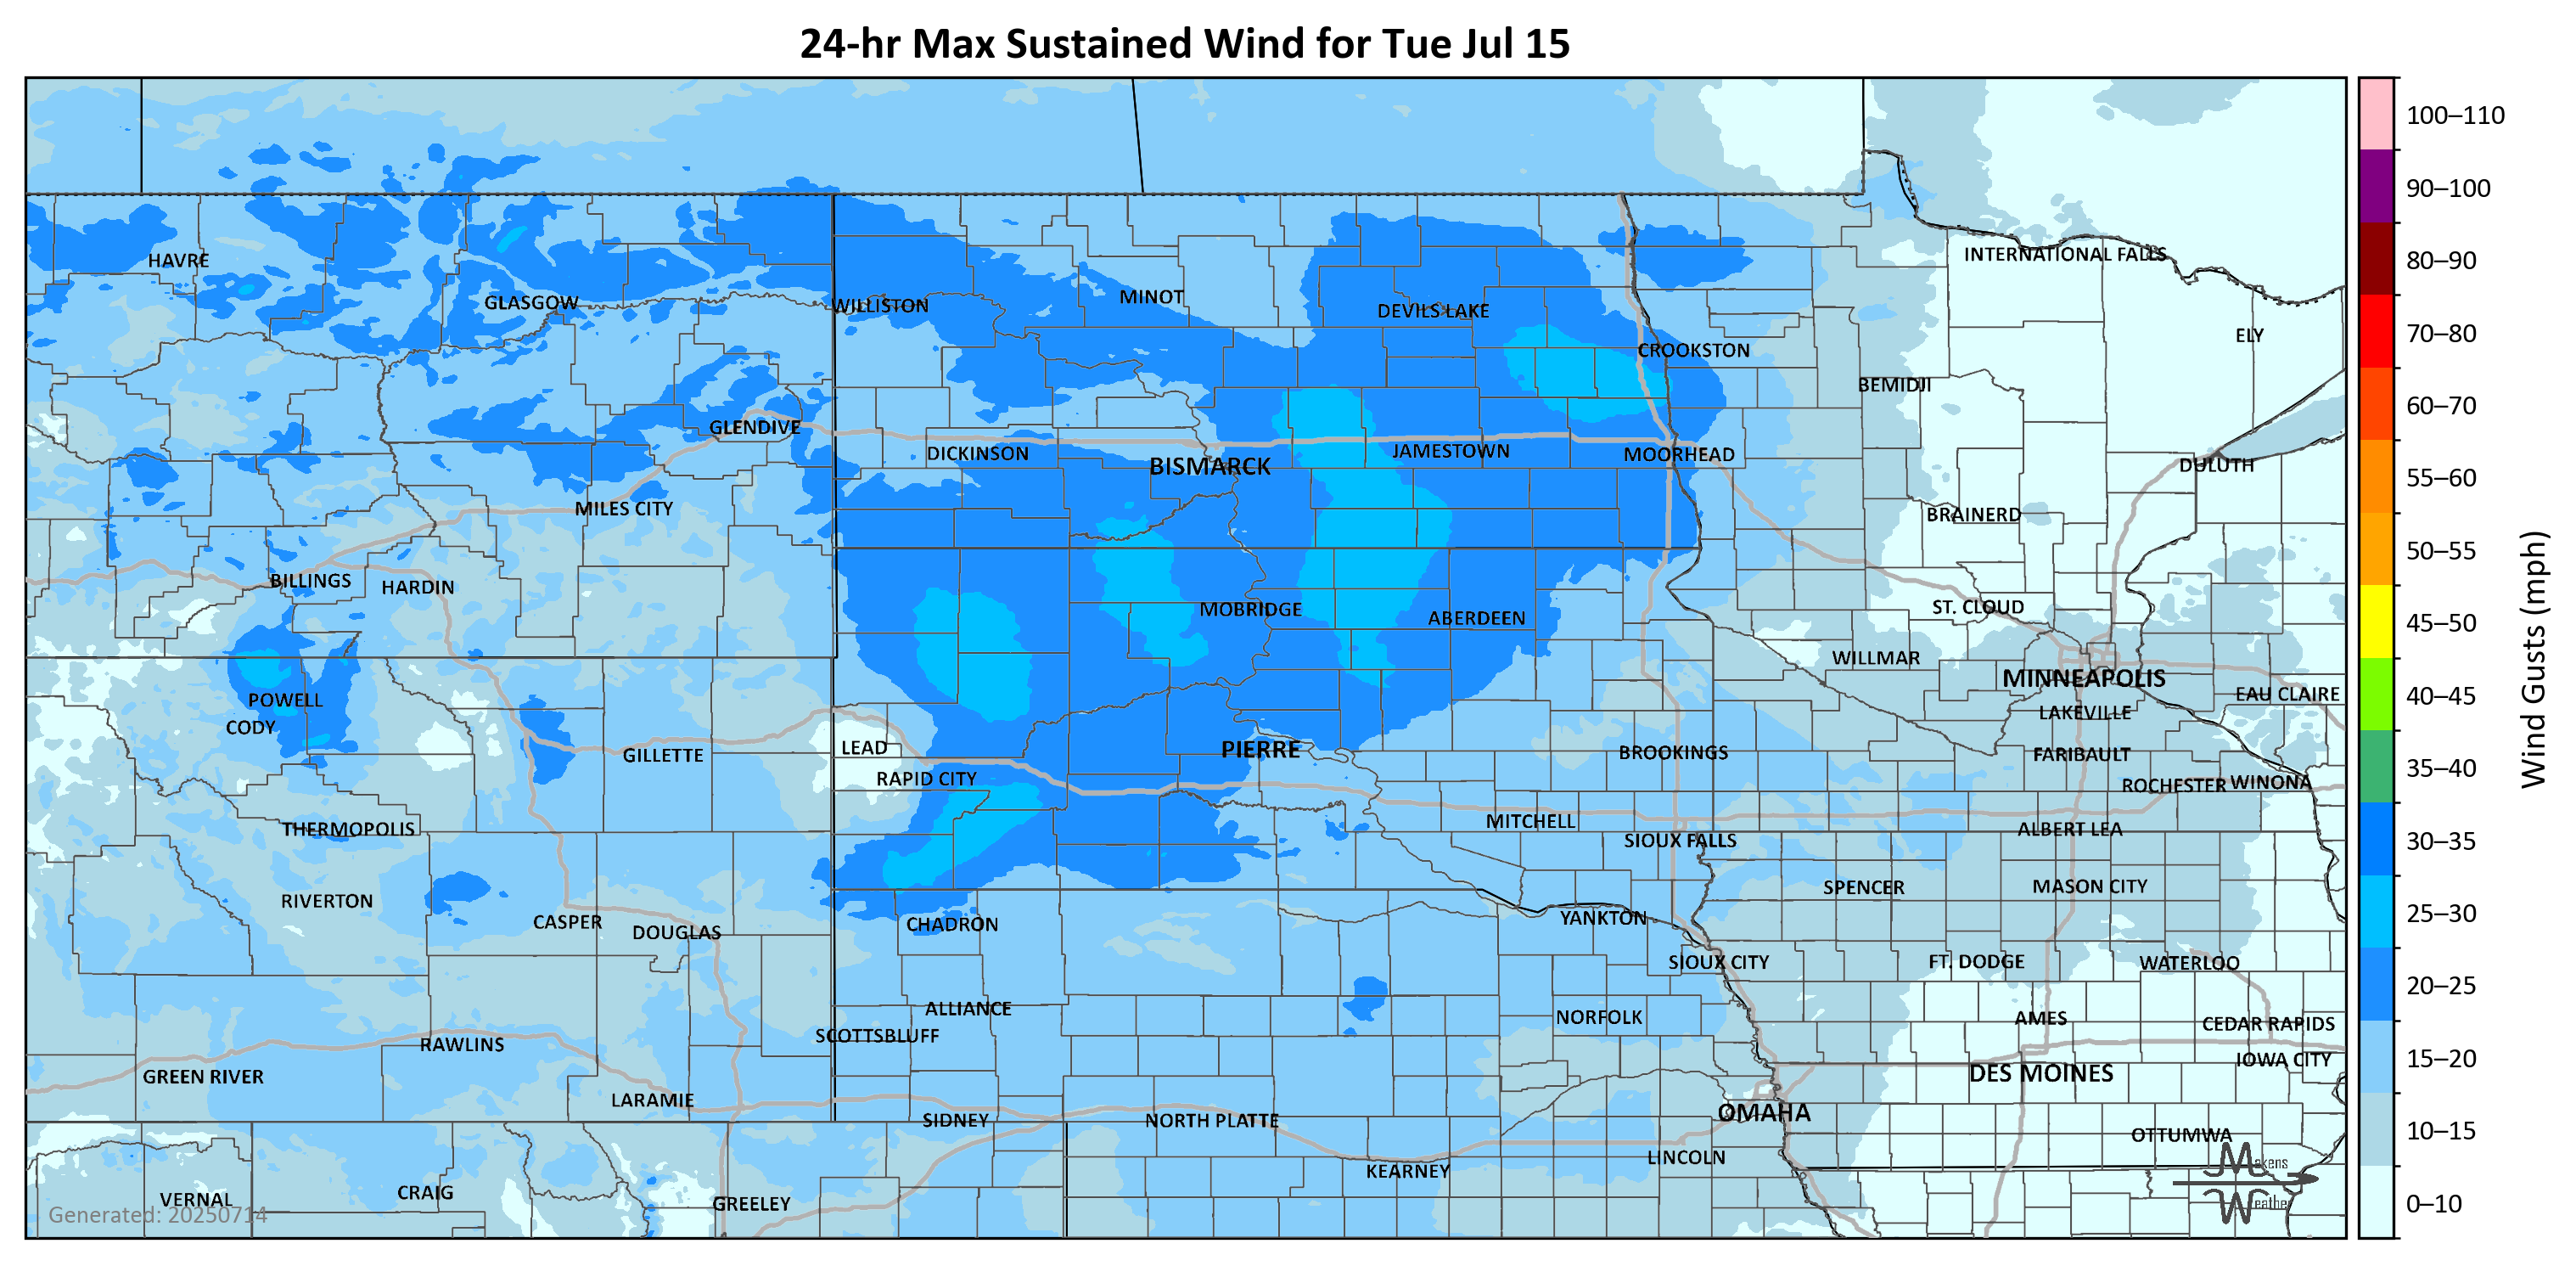 24-hr Max Sustained Wind for Tue Jul 15
100–110
90–100
80–90
70–80
60–70
55–60
50–55
45–50
40–45
35–40
30–35
25–30
20–25
15–20
10–15
0–10
Wind Gusts (mph)
HAVRE
GLASGOW
WILLISTON
MINOT
DEVILS LAKE
CROOKSTON
INTERNATIONAL FALLS
ELY
BEMIDJI
GLENDIVE
DICKINSON
BISMARCK
JAMESTOWN
MOORHEAD
DULUTH
MILES CITY
BRAINERD
BILLINGS
HARDIN
MOBRIDGE
ABERDEEN
ST. CLOUD
WILLMAR
MINNEAPOLIS
EAU CLAIRE
POWELL
CODY
LAKEVILLE
GILLETTE
LEAD
RAPID CITY
PIERRE
BROOKINGS
FARIBAULT
ROCHESTER
WINONA
THERMOPOLIS
MITCHELL
SIOUX FALLS
ALBERT LEA
RIVERTON
CASPER
DOUGLAS
CHADRON
YANKTON
SPENCER
MASON CITY
SIOUX CITY
FT. DODGE
WATERLOO
ALLIANCE
SCOTTSBLUFF
NORFOLK
AMES
CEDAR RAPIDS
IOWA CITY
RAWLINS
GREEN RIVER
LARAMIE
DES MOINES
SIDNEY
NORTH PLATTE
OMAHA
OTTUMWA
KEARNEY
LINCOLN
VERNAL
CRAIG
GREELEY
Generated: 20250714
Makens
Weather